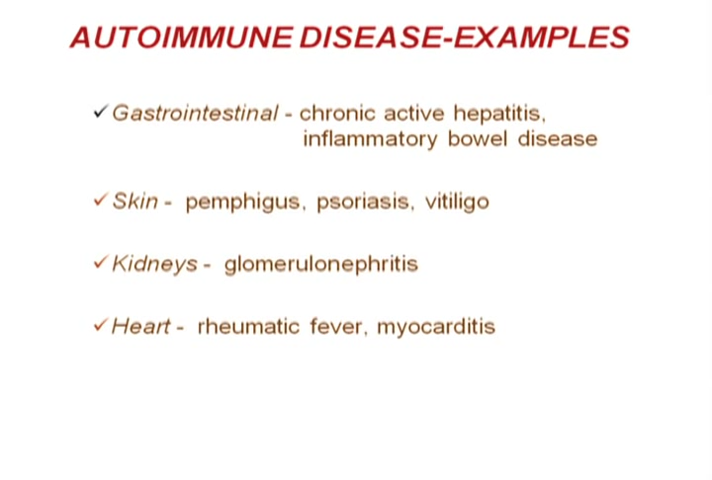 AUTOIMMUNE DISEASE-EXAMPLES
✓ Gastrointestinal - chronic active hepatitis,
inflammatory bowel disease
✓ Skin - pemphigus, psoriasis, vitiligo
✓ Kidneys - glomerulonephritis
✓ Heart - rheumatic fever, myocarditis